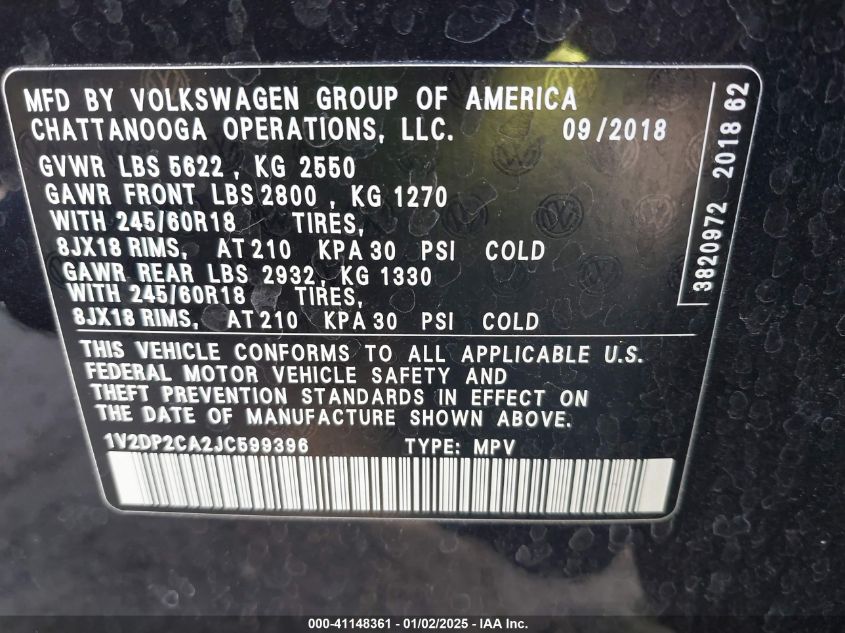 MFD BY VOLKSWAGEN GROUP OF AMERICA
CHATTANOOGA OPERATIONS, LLC. 09/2018
GVWR LBS 5622 , KG 2550
GAWR FRONT LBS 2800 , KG 1270
WITH 245/60R18 TIRES,
8JX18 RIMS, AT 210 KPA 30 PSI COLD
GAWR REAR LBS 2932, KG 1330
WITH 245/60R18 TIRES,
8JX18 RIMS, AT 210 KPA 30 PSI COLD
3820972 2018 62
THIS VEHICLE CONFORMS TO ALL APPLICABLE U.S.
FEDERAL MOTOR VEHICLE SAFETY AND
THEFT PREVENTION STANDARDS IN EFFECT ON
THE DATE OF MANUFACTURE SHOWN ABOVE.
1V2DP2CA2JC599396 TYPE: MPV
000-41148361 - 01/02/2025 - IAA Inc.